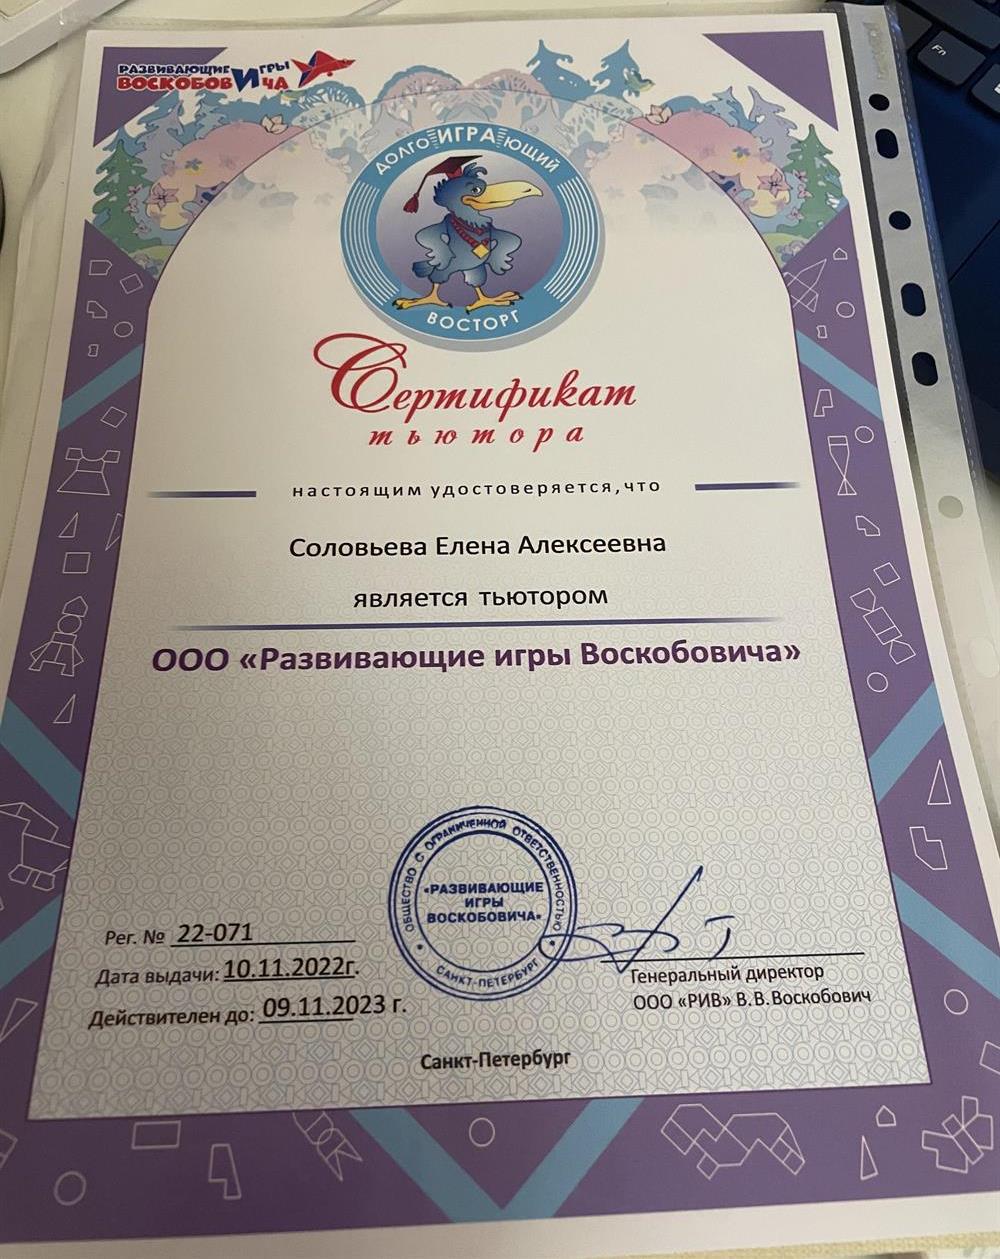 РАЗВИВАЮЩИЕ ИГРЫ
ВОСКОБОВИЧА
ДОЛГОИГРАЮЩИЙ
ВОСТОРГ
Сертификат
тьютора
настоящим удостоверяется,что
Соловьева Елена Алексеевна
является тьютором
ООО «Развивающие игры Воскобовича»
ОБЩЕСТВО С ОГРАНИЧЕННОЙ ОТВЕТСТВЕННОСТЬЮ
«РАЗВИВАЮЩИЕ
ИГРЫ
ВОСКОБОВИЧА»
САНКТ-ПЕТЕРБУРГ
Рег. № 22-071
Дата выдачи: 10.11.2022г.
Действителен до: 09.11.2023 г.
Генеральный директор
ООО «РИВ» В.В.Воскобович
Санкт-Петербург
Fn